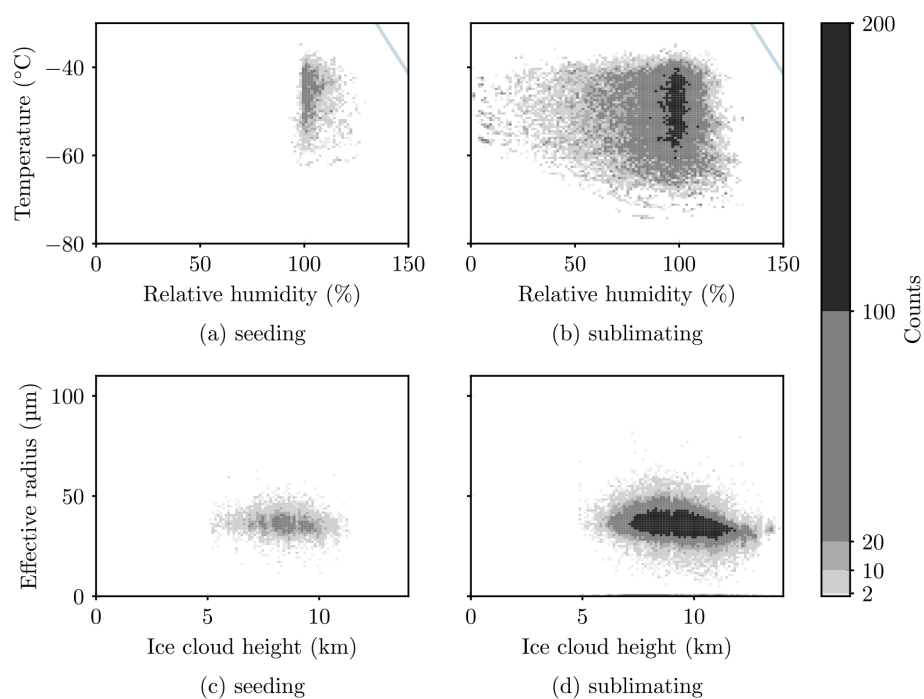 −40
−60
−80
Temperature (°C)
0 50 100 150
Relative humidity (%)
(a) seeding
0 50 100 150
Relative humidity (%)
(b) sublimating
200
100
20
10
2
Counts
100
50
0
Effective radius (μm)
0 5 10
Ice cloud height (km)
(c) seeding
0 5 10
Ice cloud height (km)
(d) sublimating